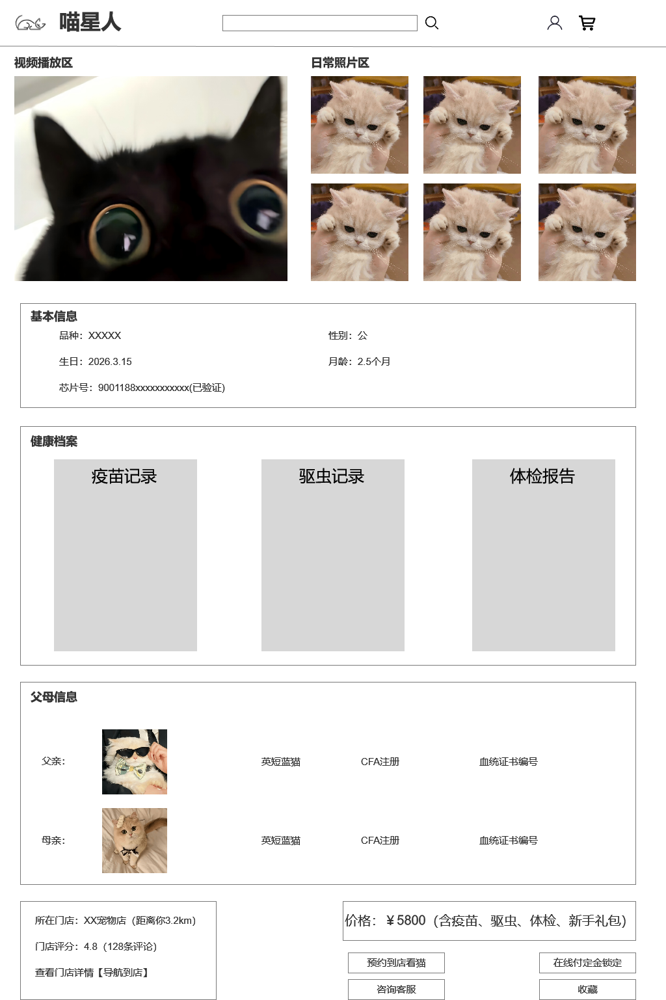 喵星人
视频播放区
日常照片区
基本信息
品种：XXXXX
性别：公
生日：2026.3.15
月龄：2.5个月
芯片号：9001188xxxxxxxxxxx(已验证)
健康档案
疫苗记录
驱虫记录
体检报告
父母信息
父亲：
英短蓝猫
CFA注册
血统证书编号
母亲：
英短蓝猫
CFA注册
血统证书编号
所在门店：XX宠物店（距离你3.2km）
门店评分：4.8（128条评论）
查看门店详情【导航到店】
价格：￥5800（含疫苗、驱虫、体检、新手礼包）
预约到店看猫
在线付定金锁定
咨询客服
收藏